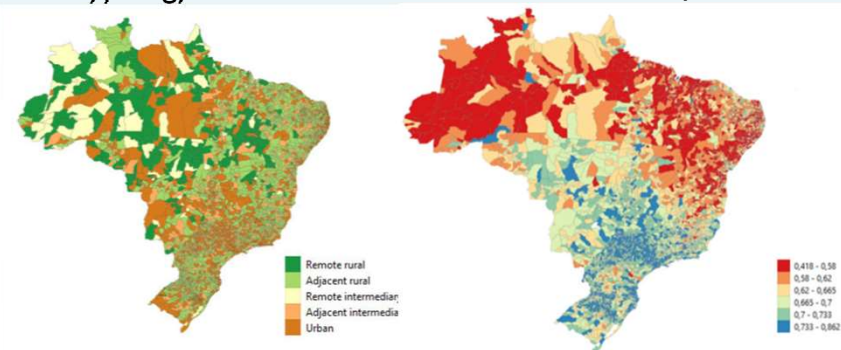 Remote rural
Adjacent rural
Remote intermediar
Adjacent intermedia
Urban
0,418 - 0,58
0,58 - 0,62
0,62 - 0,665
0,665 - 0,7
0,7 - 0,733
0,733 - 0,862